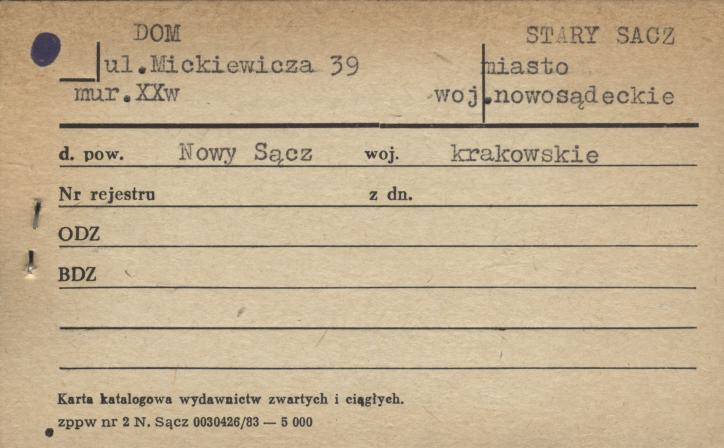 DOM STARY SACZ
ul.Mickiewicza 39 miasto
mur.XXw woj.nowosądeckie
d. pow. Nowy Sącz woj. krakowskie
Nr rejestru z dn.
ODZ
BDZ
Karta katalogowa wydawnictw zwartych i ciągłych.
zppw nr 2 N. Sącz 0030426/83 — 5 000